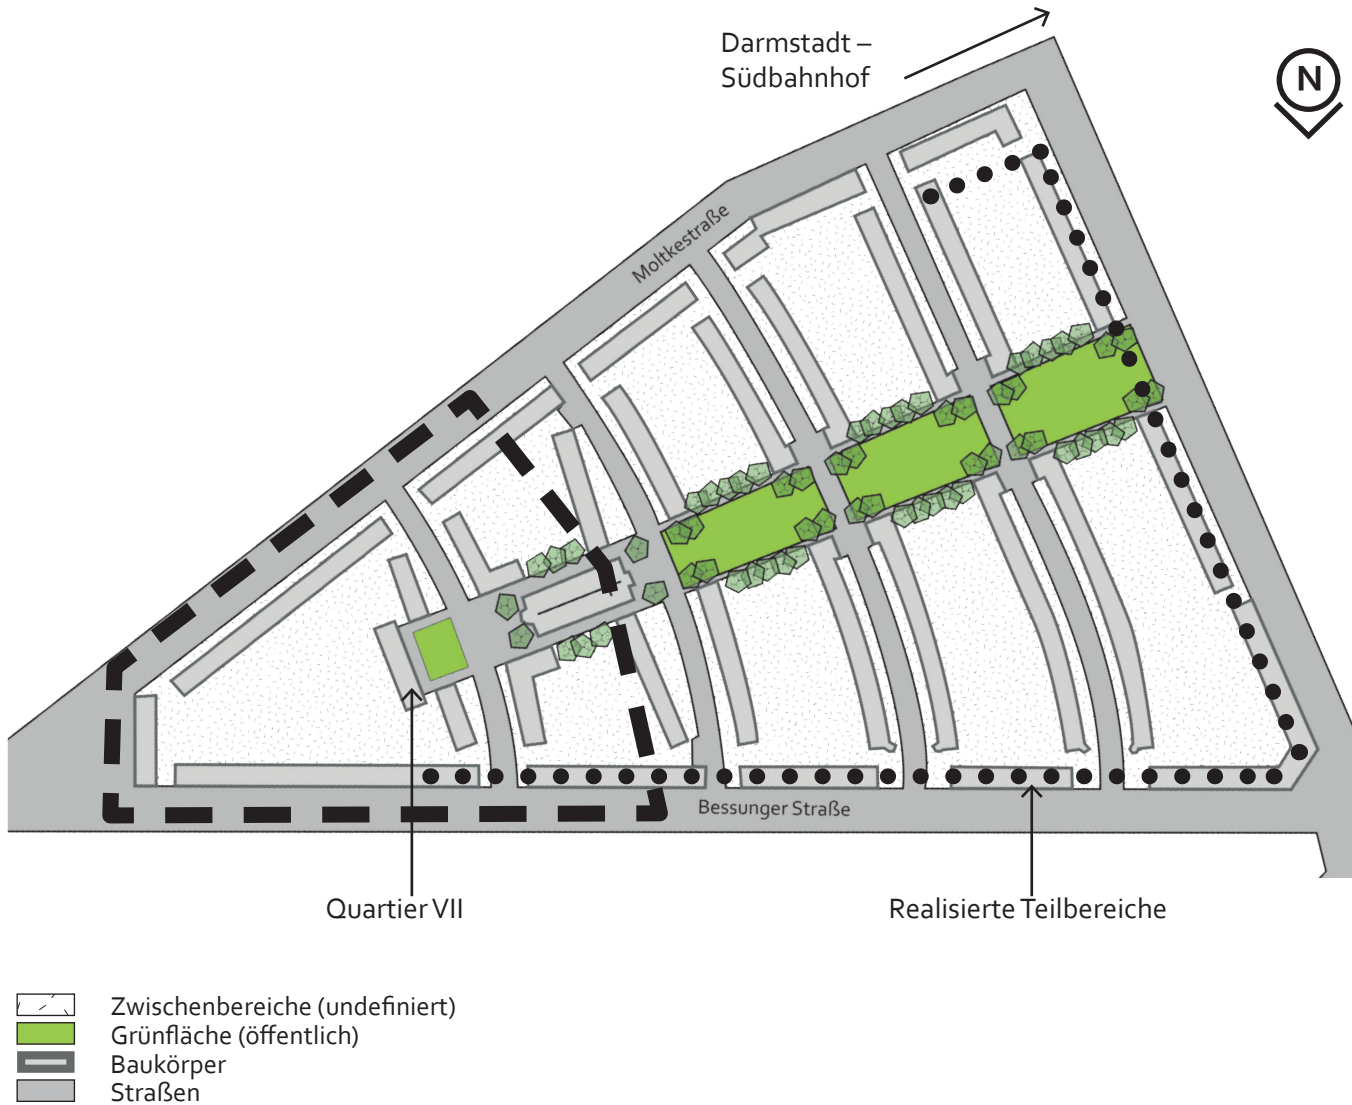 Darmstadt –
Südbahnhof
N
Moltkestraße
Bessunger Straße
Quartier VII
Realisierte Teilbereiche
Zwischenbereiche (undefiniert)
Grünfläche (öffentlich)
Baukörper
Straßen